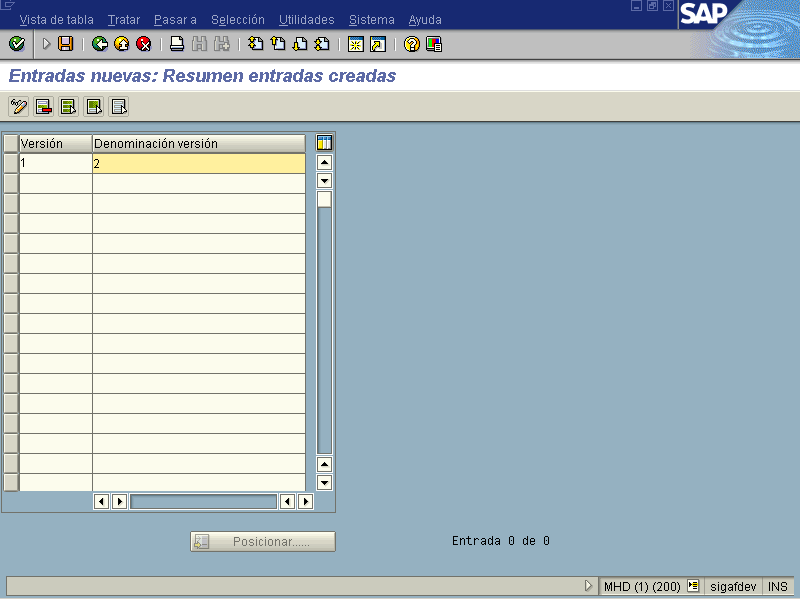 Vista de tabla Tratar Pasar a Selección Utilidades Sistema Ayuda
SAP
Entradas nuevas: Resumen entradas creadas
Versión Denominación versión
1 2
Posicionar...... Entrada 0 de 0
MHD (1) (200) sigafdev INS